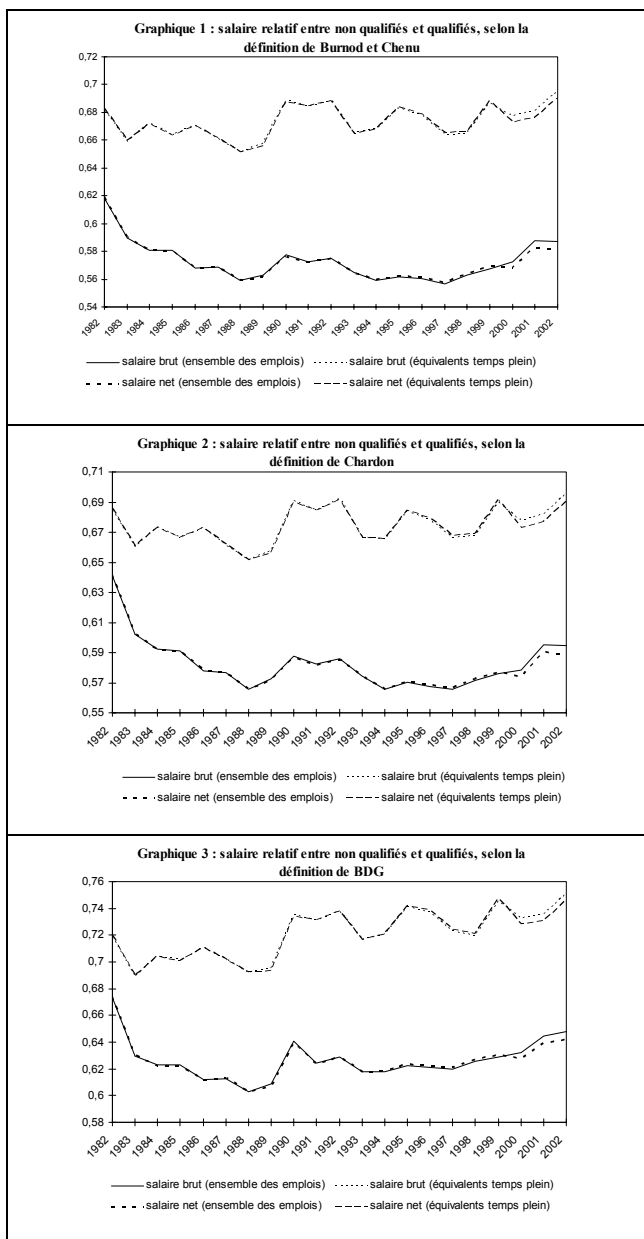 Graphique 1 : salaire relatif entre non qualifiés et qualifiés, selon la
définition de Burnod et Chenu
0,72
0,7
0,68
0,66
0,64
0,62
0,6
0,58
0,56
0,54
1982 1983 1984 1985 1986 1987 1988 1989 1990 1991 1992 1993 1994 1995 1996 1997 1998 1999 2000 2001 2002
salaire brut (ensemble des emplois) salaire brut (équivalents temps plein)
salaire net (ensemble des emplois) salaire net (équivalents temps plein)
Graphique 2 : salaire relatif entre non qualifiés et qualifiés, selon la
définition de Chardon
0,71
0,69
0,67
0,65
0,63
0,61
0,59
0,57
0,55
1982 1983 1984 1985 1986 1987 1988 1989 1990 1991 1992 1993 1994 1995 1996 1997 1998 1999 2000 2001 2002
salaire brut (ensemble des emplois) salaire brut (équivalents temps plein)
salaire net (ensemble des emplois) salaire net (équivalents temps plein)
Graphique 3 : salaire relatif entre non qualifiés et qualifiés, selon la
définition de BDG
0,76
0,74
0,72
0,7
0,68
0,66
0,64
0,62
0,6
0,58
1982 1983 1984 1985 1986 1987 1988 1989 1990 1991 1992 1993 1994 1995 1996 1997 1998 1999 2000 2001 2002
salaire brut (ensemble des emplois) salaire brut (équivalents temps plein)
salaire net (ensemble des emplois) salaire net (équivalents temps plein)